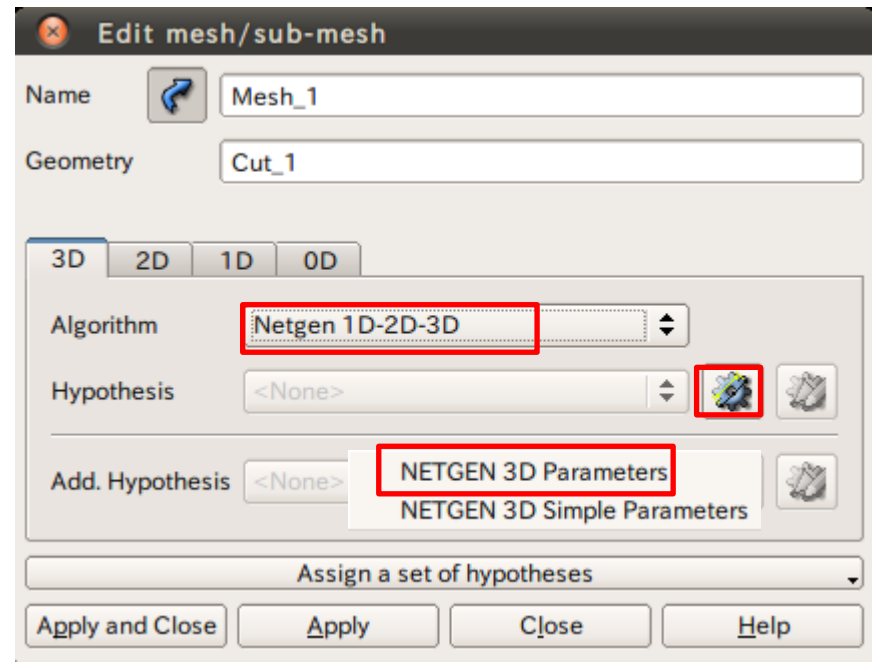 Edit mesh/sub-mesh
Name Mesh_1
Geometry Cut_1
3D 2D 1D 0D
Algorithm Netgen 1D-2D-3D
Hypothesis <None>
Add. Hypothesis <None>
NETGEN 3D Parameters
NETGEN 3D Simple Parameters
Assign a set of hypotheses
Apply and Close Apply Close Help